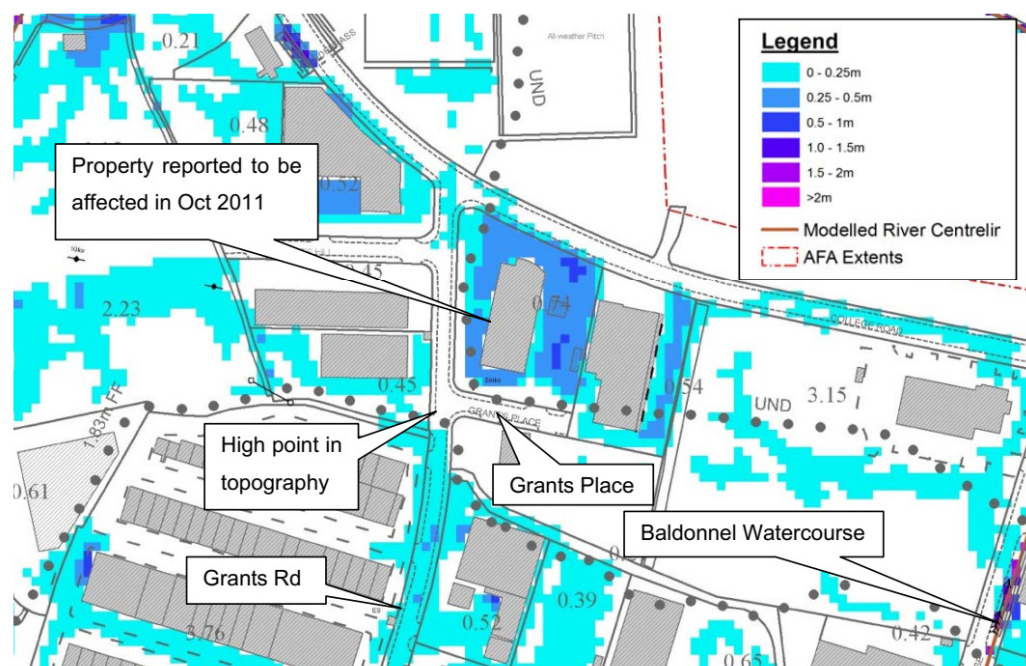 0.21
All-weather Pitch
UND
0.48
0.52
Property reported to be
affected in Oct 2011
Legend
0 - 0.25m
0.25 - 0.5m
0.5 - 1m
1.0 - 1.5m
1.5 - 2m
>2m
Modelled River Centrelir
AFA Extents
0.45
2.23
0.74
COLLEGE ROAD
0.45
0.54
UND
3.15
1.83m FF
GRANTS PLACE
High point in
topography
Grants Place
0.61
Baldonnel Watercourse
Grants Rd
0.39
0.52
3.76
0.42
0.65